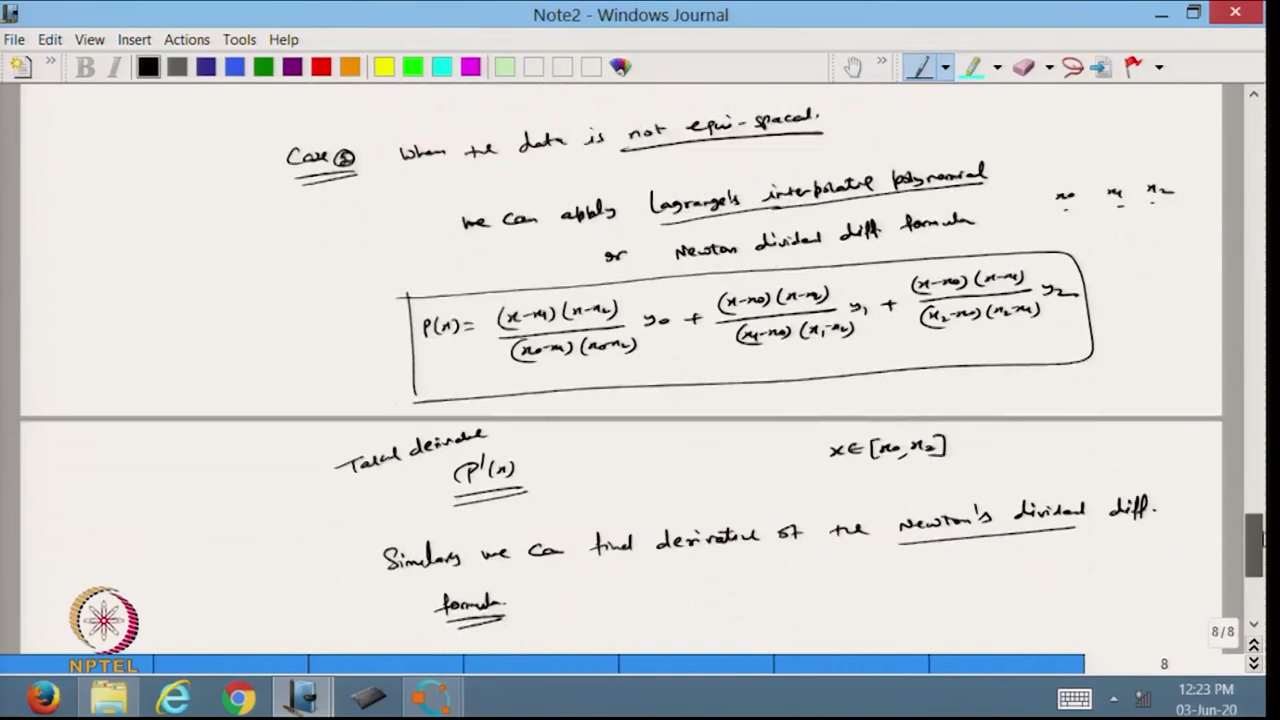 Note2 - Windows Journal
File Edit View Insert Actions Tools Help
Case ② When the data is not equi-spaced.
we can apply Lagrange's interpolating polynomial
x0 x1 x2
or Newton divided diff. formula
P(x) = (x-x1)(x-x2)/(x0-x1)(x0-x2) y0 + (x-x0)(x-x2)/(x1-x0)(x1-x2) y1 + (x-x0)(x-x1)/(x2-x0)(x2-x1) y2
derivative
P'(x)
x∈[x0,x2]
Similarly we can find derivative of the Newton's divided diff.
formula.
8/8
NPTEL
8
12:23 PM
03-Jun-20